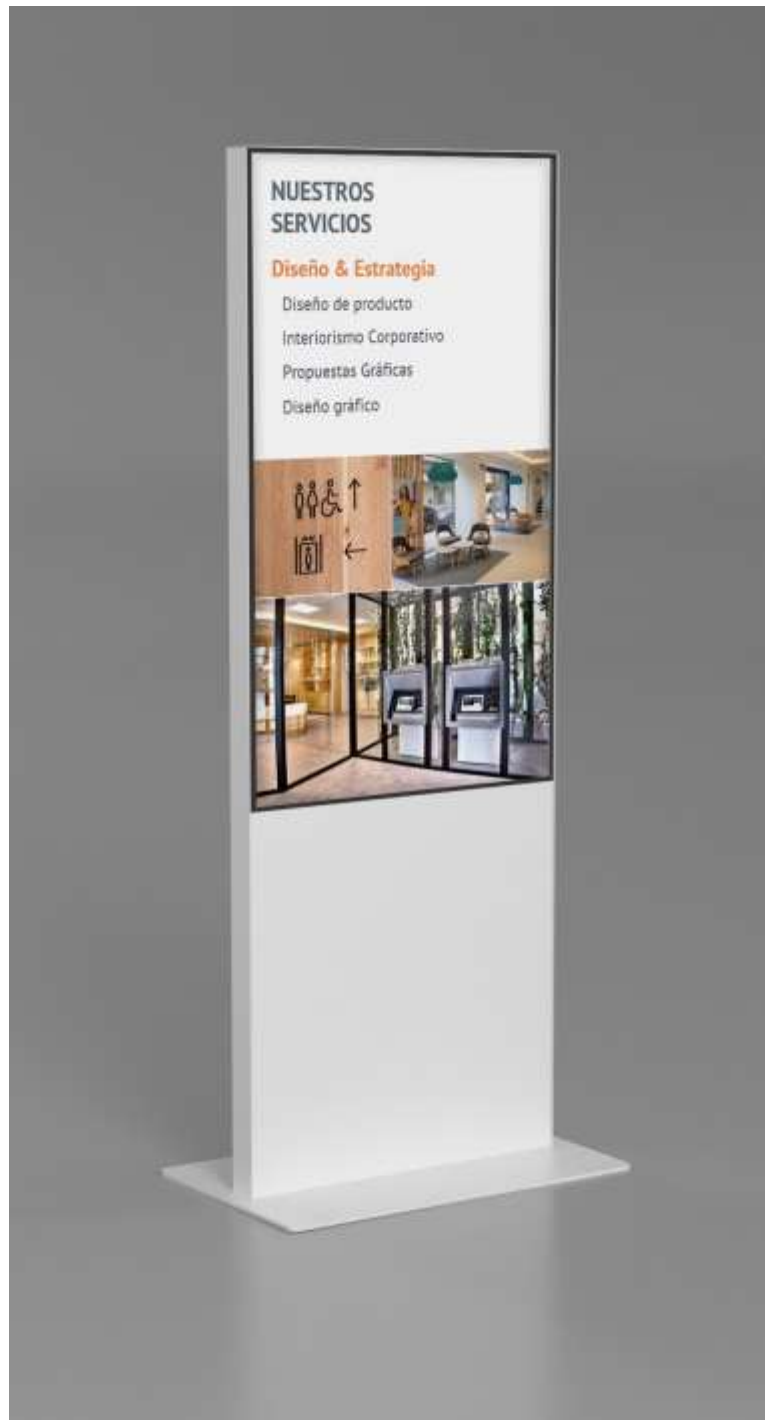 NUESTROS
SERVICIOS
Diseño & Estrategia
Diseño de producto
Interiorismo Corporativo
Propuestas Gráficas
Diseño gráfico